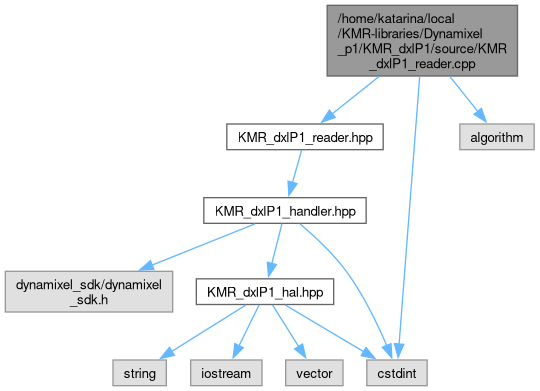 /home/katarina/local
/KMR-libraries/Dynamixel
_p1/KMR_dxlP1/source/KMR
_dxlP1_reader.cpp
KMR_dxlP1_reader.hpp
algorithm
KMR_dxlP1_handler.hpp
dynamixel_sdk/dynamixel
_sdk.h
KMR_dxlP1_hal.hpp
string
iostream
vector
cstdint